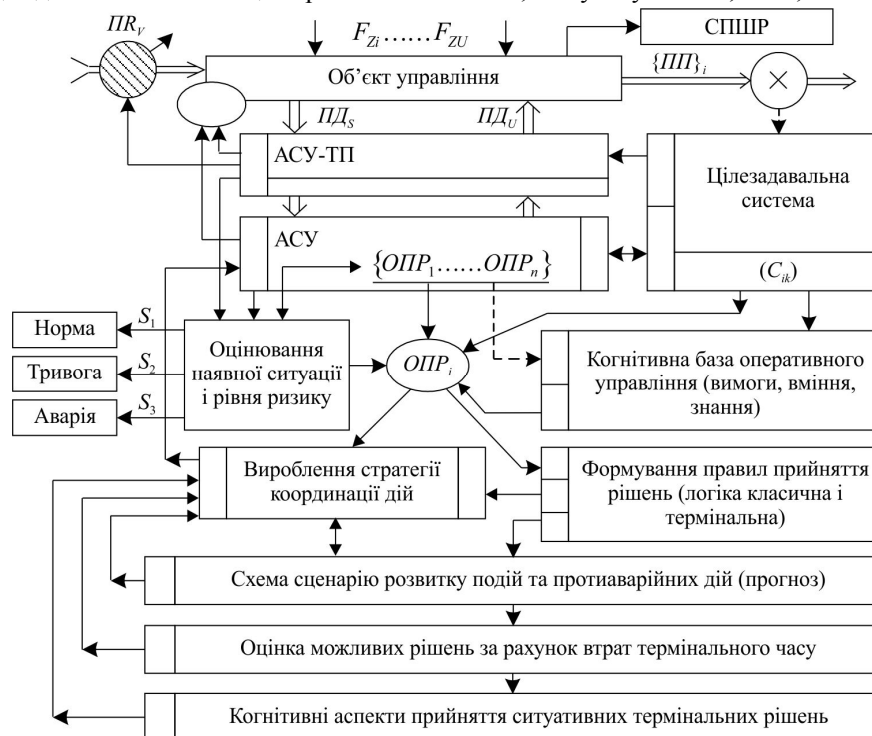 ПR_V
F_Zi ...... F_ZU
СПШР
Об’єкт управління
{ПП}_i
ПД_S
ПД_U
АСУ-ТП
Цілезадавальна
система
АСУ
{ОПР_1 ...... ОПР_n}
(C_ik)
Норма
S_1
Тривога
S_2
Аварія
S_3
Оцінювання
наявної ситуації
і рівня ризику
ОПР_i
Когнітивна база оперативного
управління (вимоги, вміння,
знання)
Вироблення стратегії
координації дій
Формування правил прийняття
рішень (логіка класична і
термінальна)
Схема сценарію розвитку подій та протиаварійних дій (прогноз)
Оцінка можливих рішень за рахунок втрат термінального часу
Когнітивні аспекти прийняття ситуативних термінальних рішень